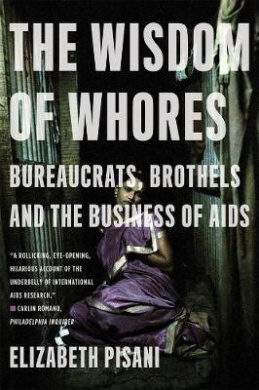 THE WISDOM
OF WHORES
BUREAUCRATS, BROTHELS
AND THE BUSINESS OF AIDS
"A ROLLICKING, EYE-OPENING,
HILARIOUS ACCOUNT OF THE
UNDERBELLY OF INTERNATIONAL
AIDS RESEARCH."
CARLIN ROMANO,
PHILADELPHIA INQUIRER
ELIZABETH PISANI